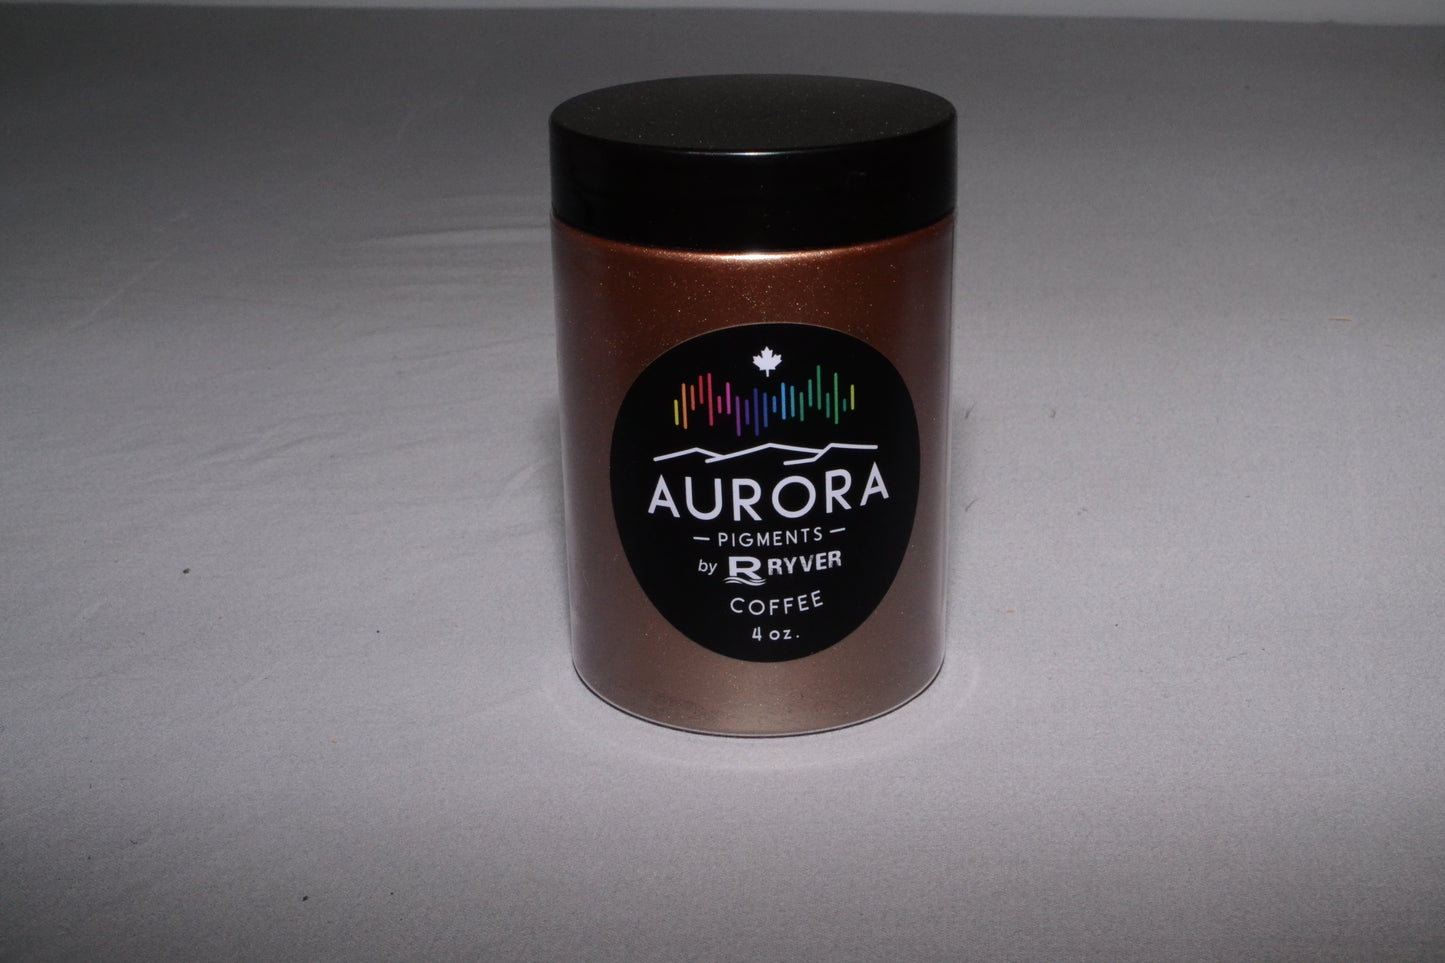 AURORA
PIGMENTS
by R RYVER
COFFEE
4 oz.